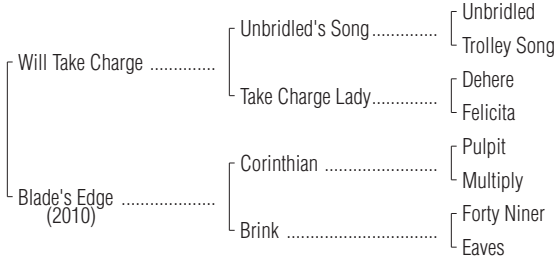 Unbridled
Unbridled's Song..............
Trolley Song
Will Take Charge ..............
Dehere
Take Charge Lady..............
Felicita
Pulpit
Corinthian ........................
Multiply
Blade's Edge ....................
(2010)
Forty Niner
Brink ................................
Eaves